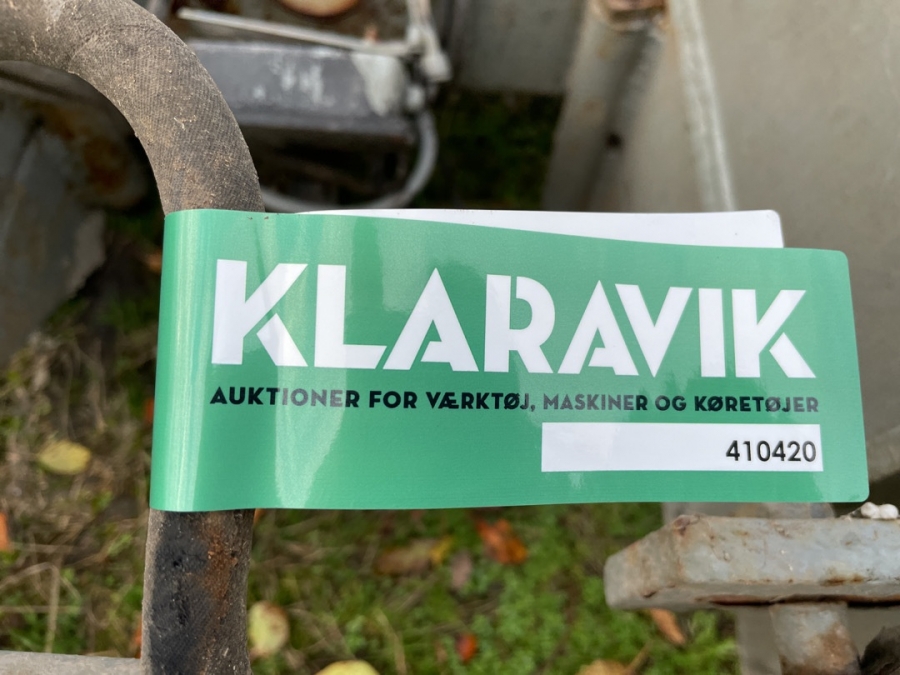 KLARAVIK
AUKTIONER FOR VÆRKTØJ, MASKINER OG KØRETØJER
410420